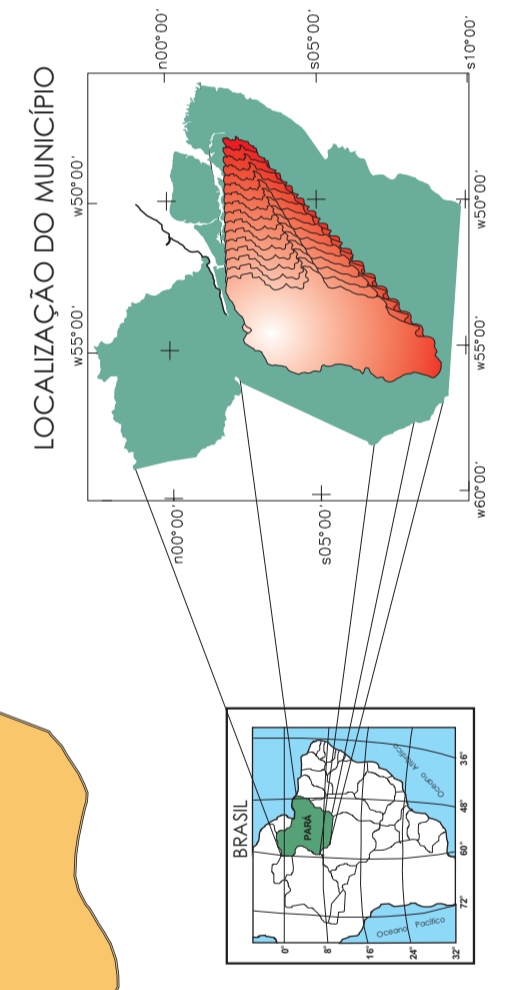 LOCALIZAÇÃO DO MUNICÍPIO
w60°00'
w55°00'
w50°00'
w55°00'
w50°00'
n00°00'
s05°00'
n00°00'
s05°00'
s10°00'
BRASIL
PARÁ
Oceano Atlântico
Oceano Pacífico
0°
8°
16°
24°
32°
72°
60°
48°
36°